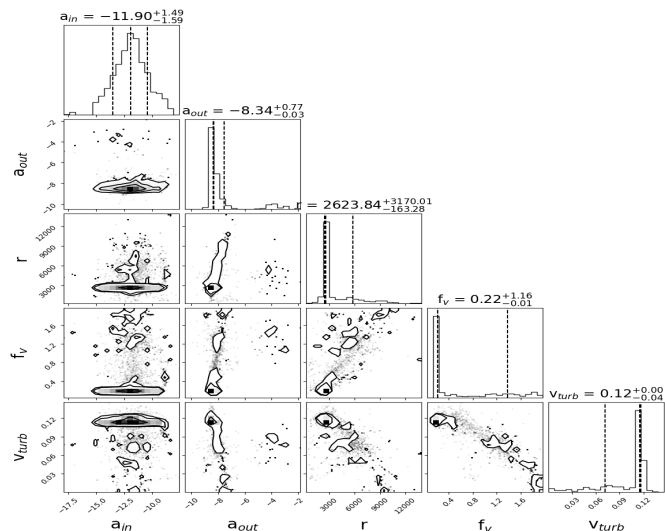 a_in = −11.90 +1.49 −1.59
a_out = −8.34 +0.77 −0.03
= 2623.84 +3170.01 −163.28
f_v = 0.22 +1.16 −0.01
v_turb = 0.12 +0.00 −0.04
a_out
−2
−4
−6
−8
−10
r
12000
9000
6000
3000
f_v
1.6
1.2
0.8
0.4
v_turb
0.12
0.09
0.06
0.03
−17.5 −15.0 −12.5 −10.0
−10 −8 −6 −4 −2
3000 6000 9000 12000
0.4 0.8 1.2 1.6
0.03 0.06 0.09 0.12
a_in a_out r f_v v_turb